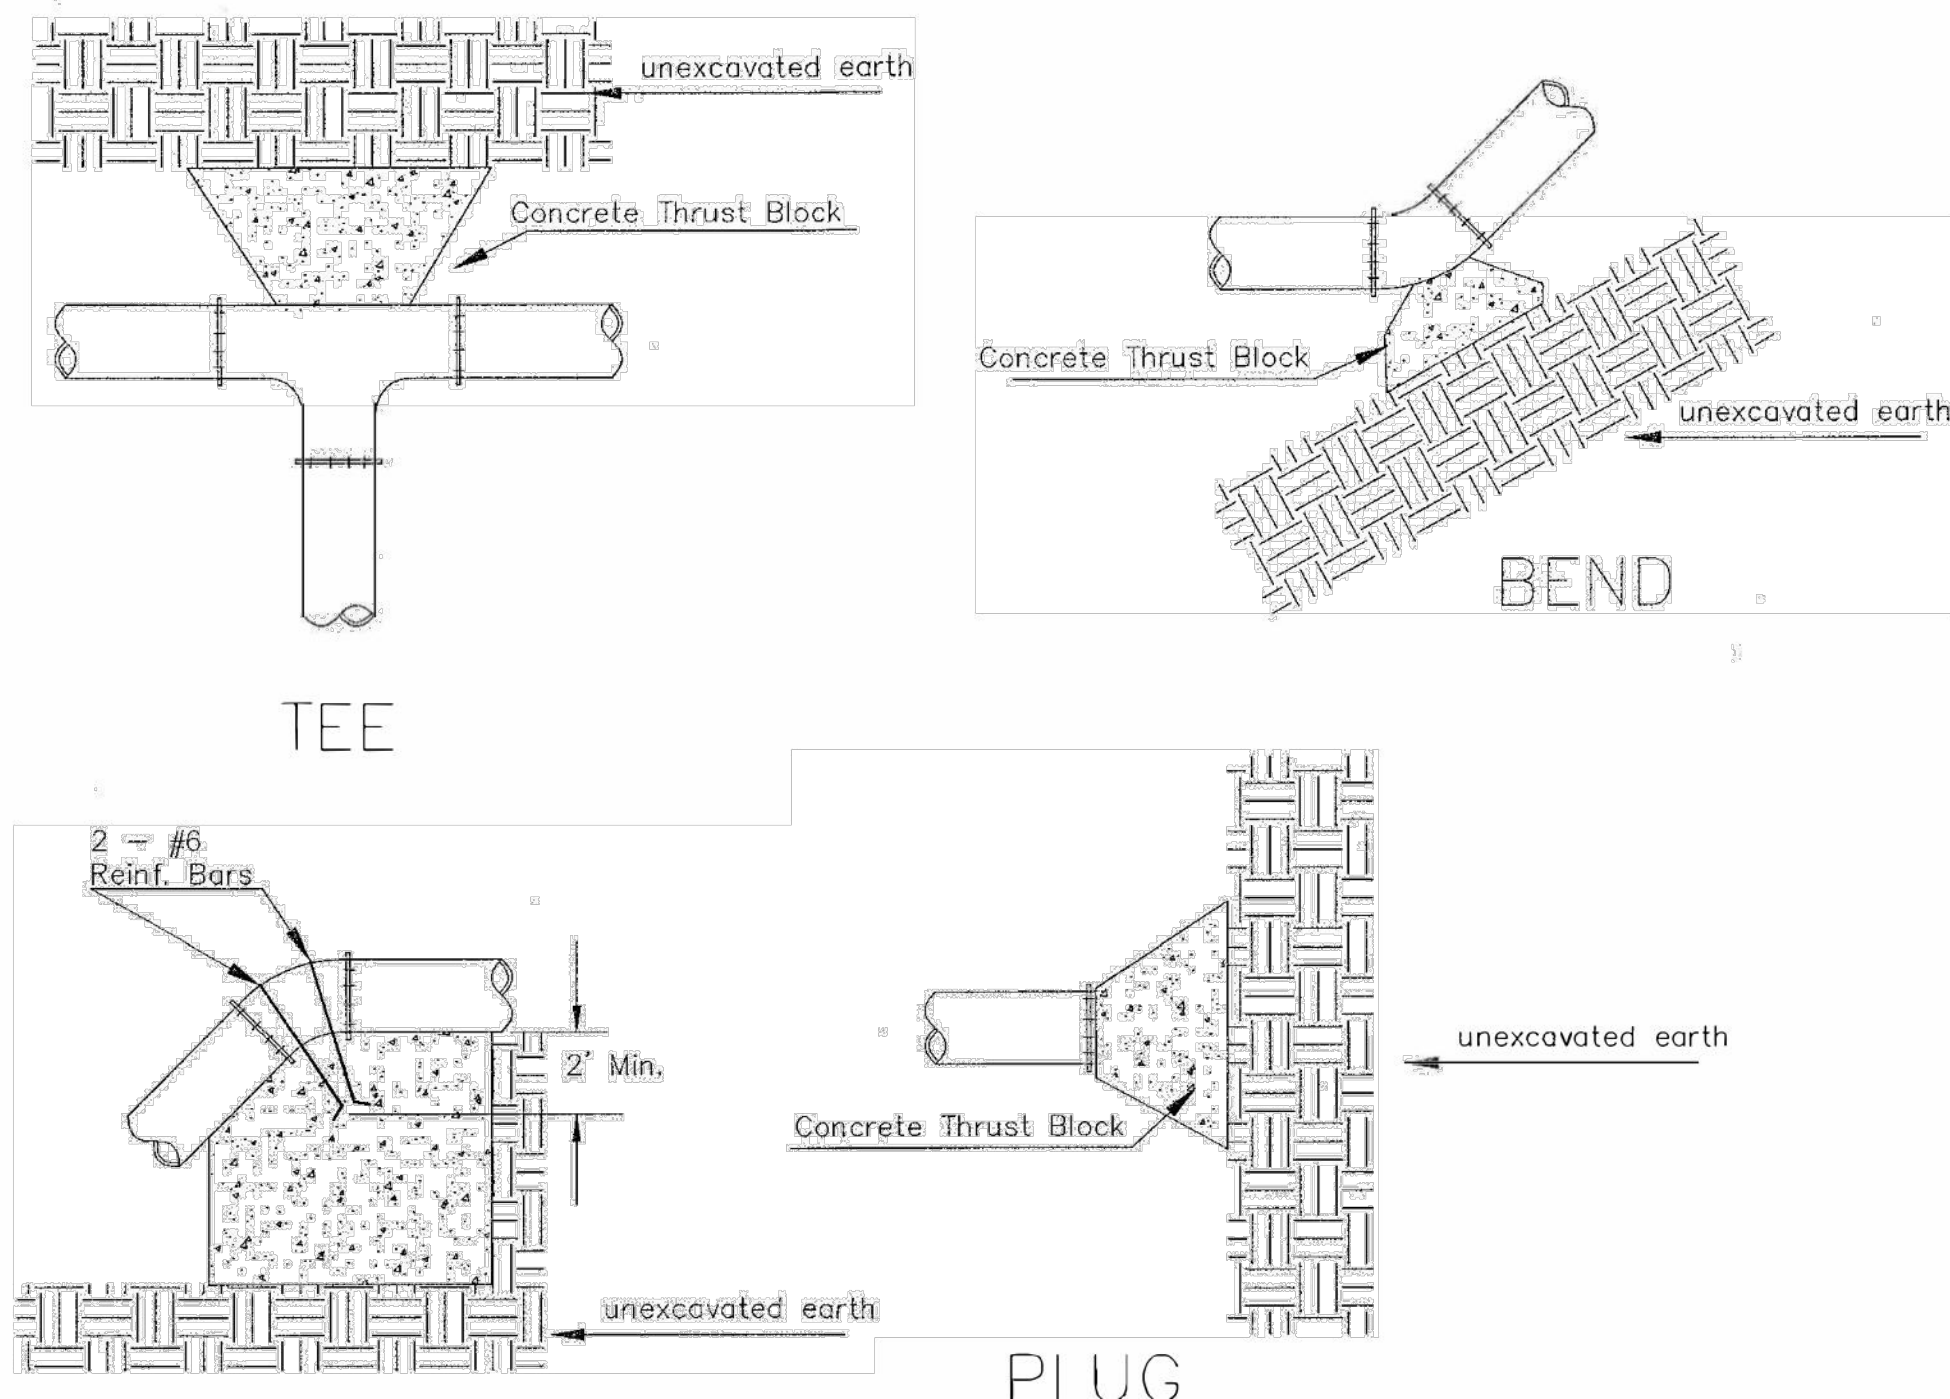 unexcavated earth
Concrete Thrust Block
TEE
Concrete Thrust Block
unexcavated earth
BEND
2 - #6
Reinf. Bars
2' Min.
unexcavated earth
Concrete Thrust Block
unexcavated earth
PLUG